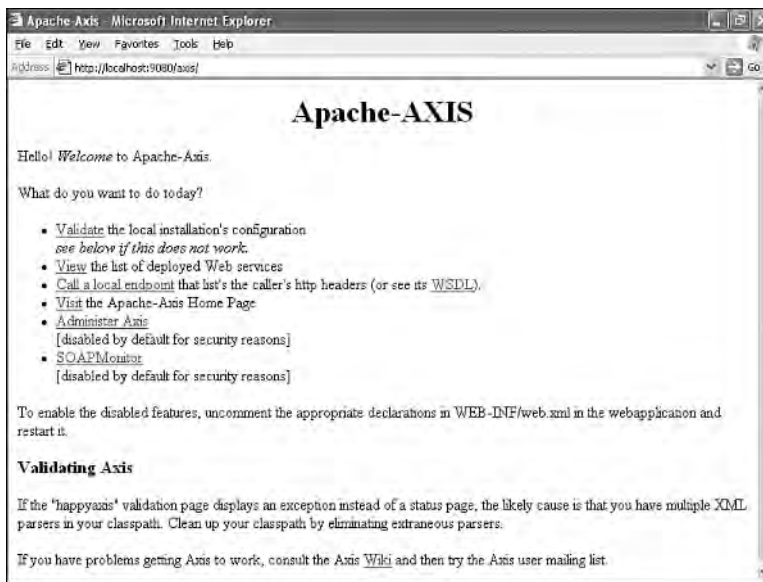 Apache-Axis - Microsoft Internet Explorer
File Edit View Favorites Tools Help
Address http://localhost:9080/axis/ Go
Apache-AXIS
Hello! Welcome to Apache-Axis.
What do you want to do today?
• Validate the local installation's configuration
see below if this does not work.
• View the list of deployed Web services
• Call a local endpoint that list's the caller's http headers (or see its WSDL).
• Visit the Apache-Axis Home Page
• Administer Axis
[disabled by default for security reasons]
• SOAPMonitor
[disabled by default for security reasons]
To enable the disabled features, uncomment the appropriate declarations in WEB-INF/web.xml in the webapplication and
restart it.
Validating Axis
If the "happyaxis" validation page displays an exception instead of a status page, the likely cause is that you have multiple XML
parsers in your classpath. Clean up your classpath by eliminating extraneous parsers.
If you have problems getting Axis to work, consult the Axis Wiki and then try the Axis user mailing list.